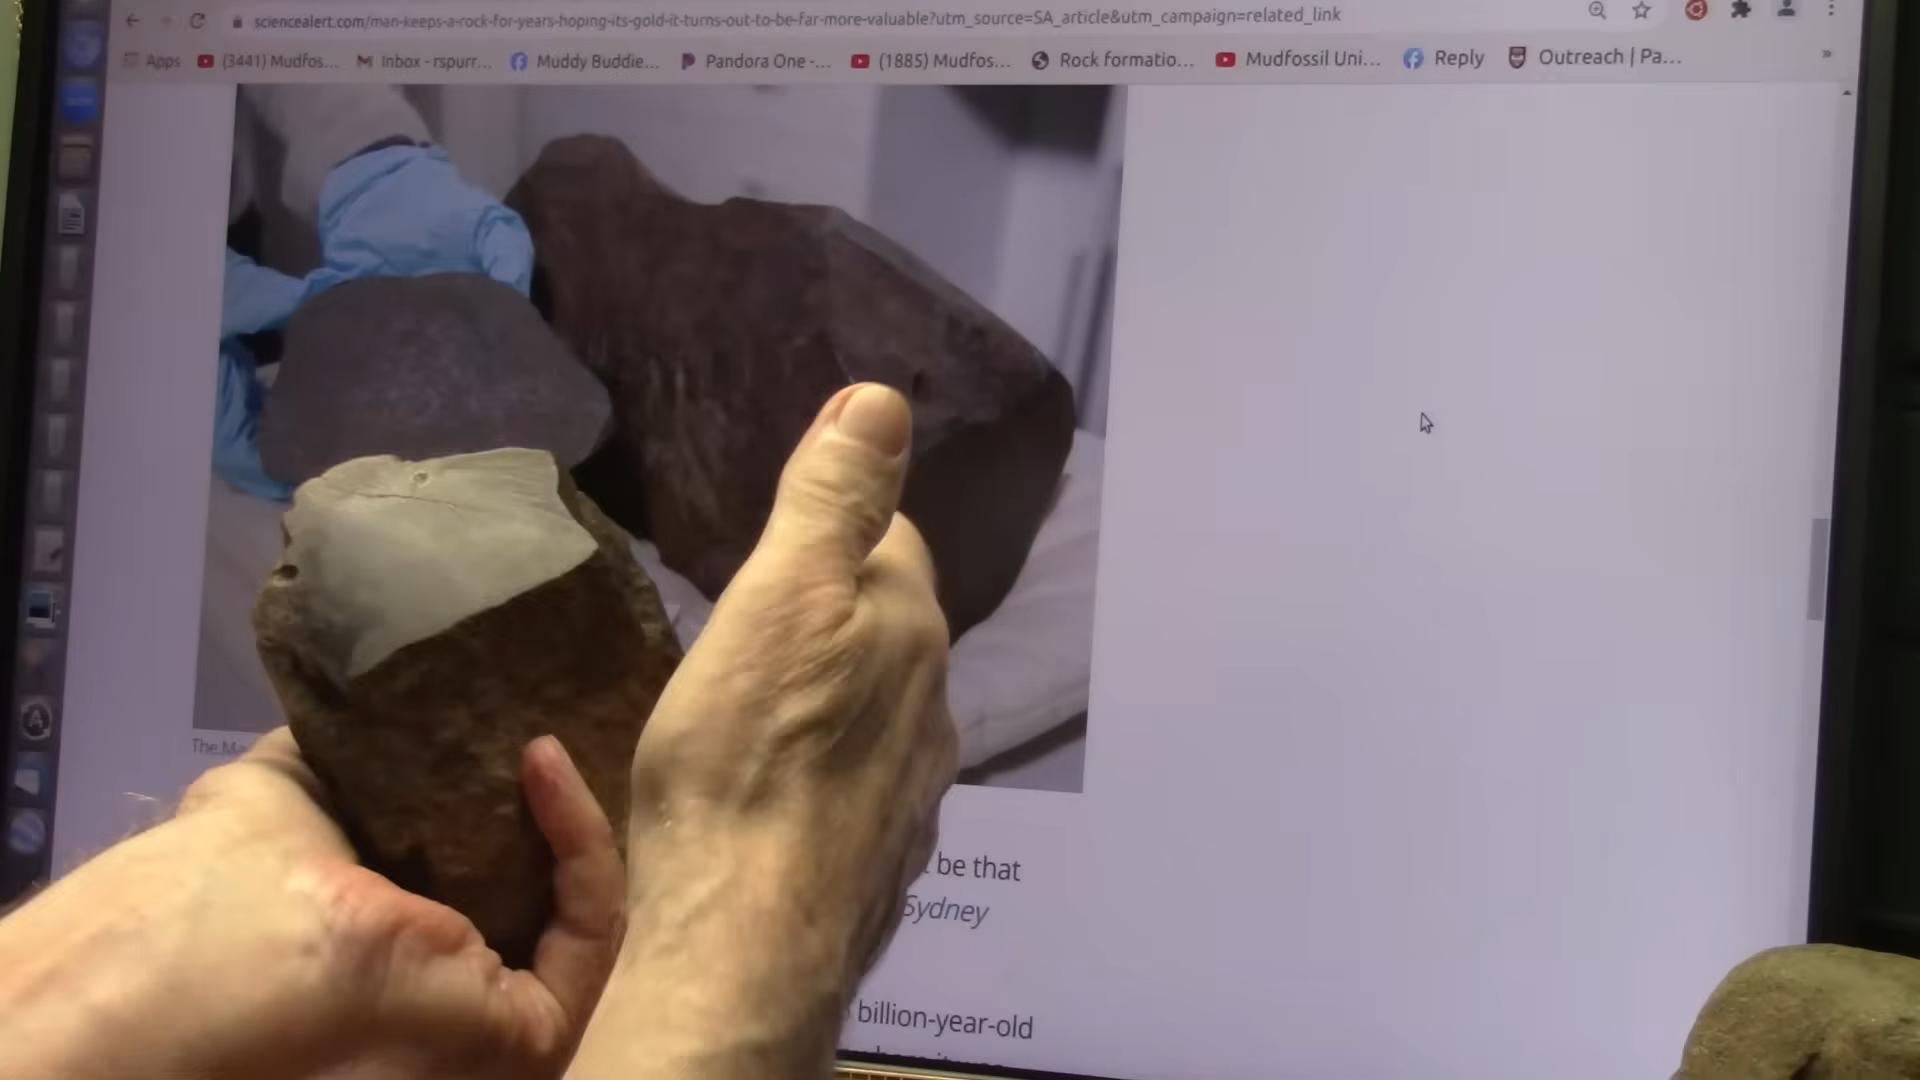 sciencealert.com/man-keeps-a-rock-for-years-hoping-its-gold-it-turns-out-to-be-far-more-valuable?utm_source=SA_article&utm_campaign=related_link
Apps (3441) Mudfos... Inbox - rspurr... Muddy Buddie... Pandora One -... (1885) Mudfos... Rock formatio... Mudfossil Uni... Reply Outreach | Pa... »
The Ma
be that
Sydney
billion-year-old